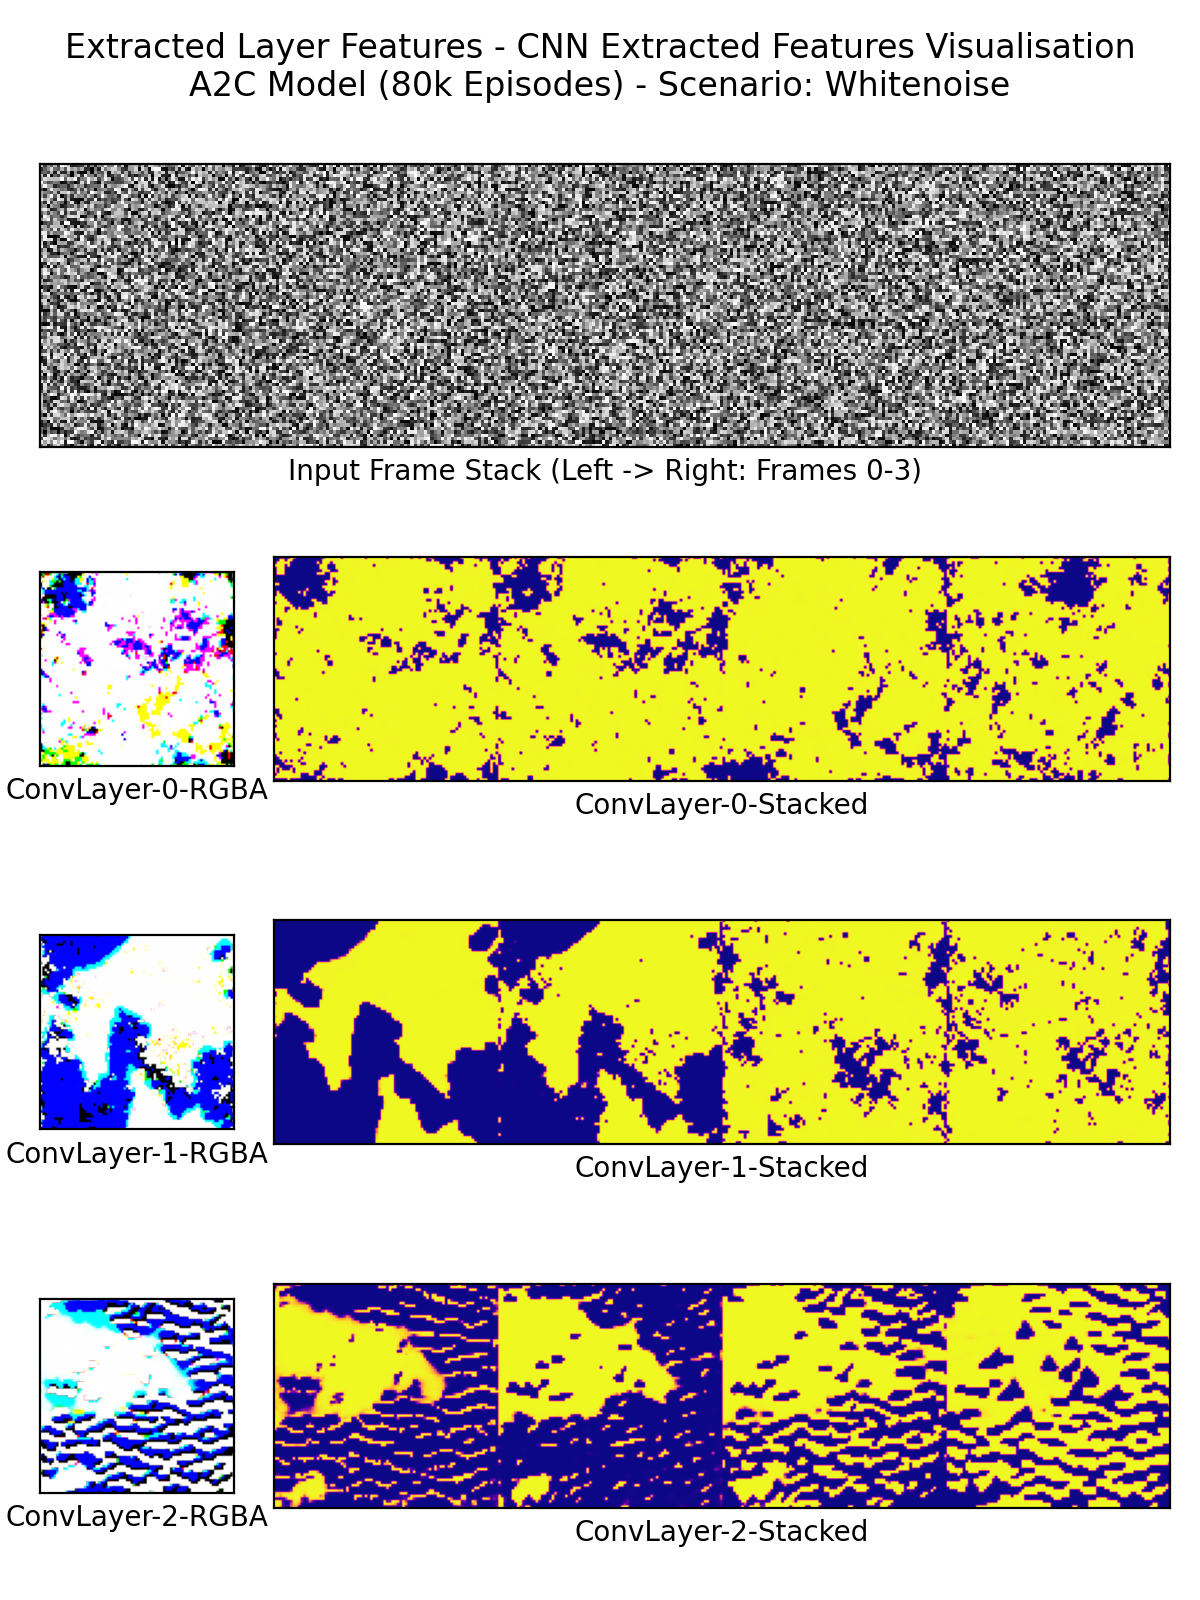 Extracted Layer Features - CNN Extracted Features Visualisation
A2C Model (80k Episodes) - Scenario: Whitenoise
Input Frame Stack (Left -> Right: Frames 0-3)
ConvLayer-0-RGBA
ConvLayer-0-Stacked
ConvLayer-1-RGBA
ConvLayer-1-Stacked
ConvLayer-2-RGBA
ConvLayer-2-Stacked